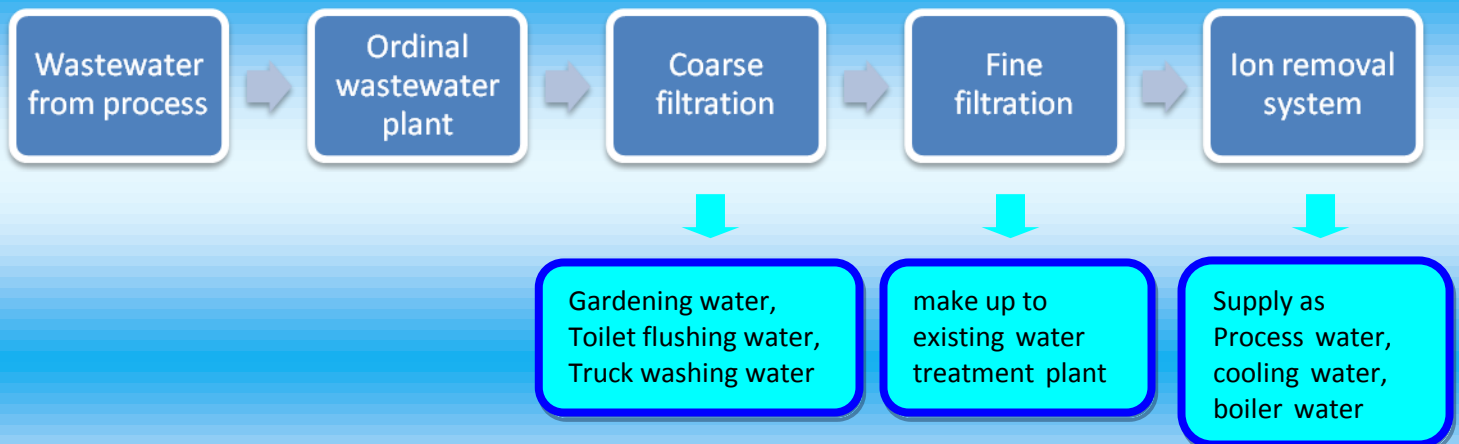 Wastewater
from process
Ordinal
wastewater
plant
Coarse
filtration
Fine
filtration
Ion removal
system
Gardening water,
Toilet flushing water,
Truck washing water
make up to
existing water
treatment plant
Supply as
Process water,
cooling water,
boiler water